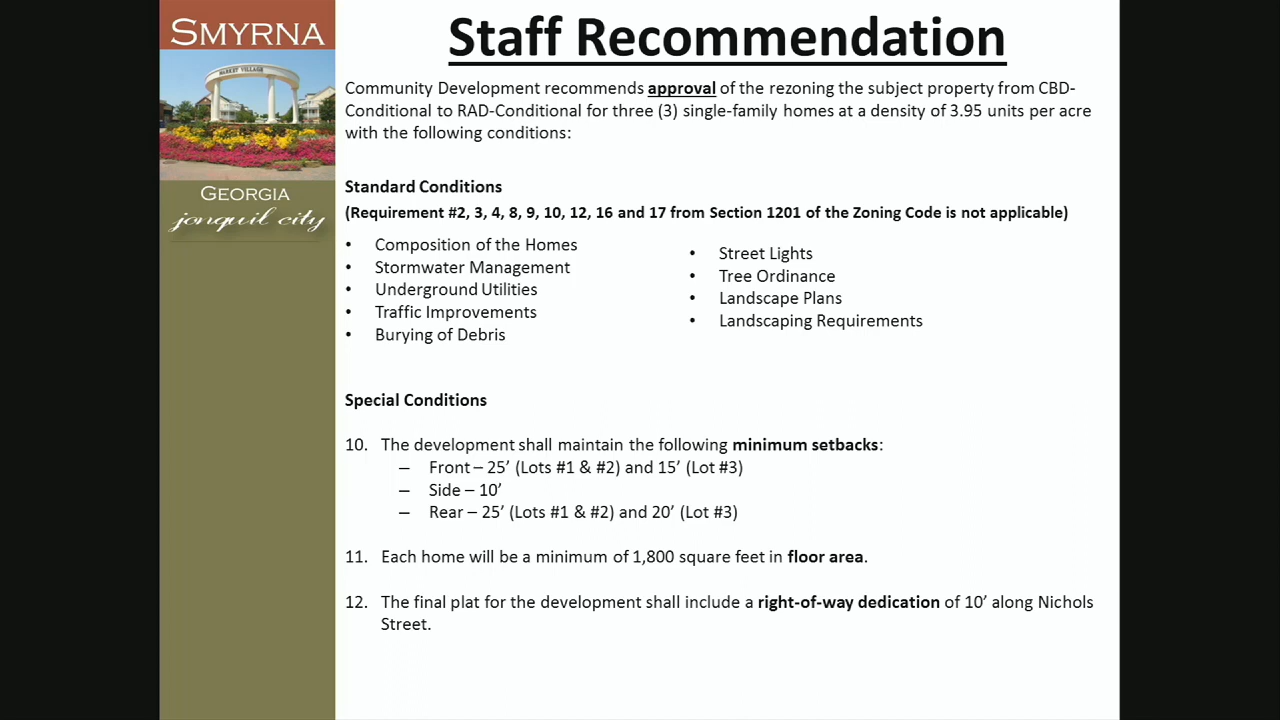 SMYRNA
MARKET VILLAGE
GEORGIA
jonquil city
Staff Recommendation
Community Development recommends approval of the rezoning the subject property from CBD-
Conditional to RAD-Conditional for three (3) single-family homes at a density of 3.95 units per acre
with the following conditions:
Standard Conditions
(Requirement #2, 3, 4, 8, 9, 10, 12, 16 and 17 from Section 1201 of the Zoning Code is not applicable)
• Composition of the Homes
• Stormwater Management
• Underground Utilities
• Traffic Improvements
• Burying of Debris
• Street Lights
• Tree Ordinance
• Landscape Plans
• Landscaping Requirements
Special Conditions
10. The development shall maintain the following minimum setbacks:
– Front – 25’ (Lots #1 & #2) and 15’ (Lot #3)
– Side – 10’
– Rear – 25’ (Lots #1 & #2) and 20’ (Lot #3)
11. Each home will be a minimum of 1,800 square feet in floor area.
12. The final plat for the development shall include a right-of-way dedication of 10’ along Nichols
Street.